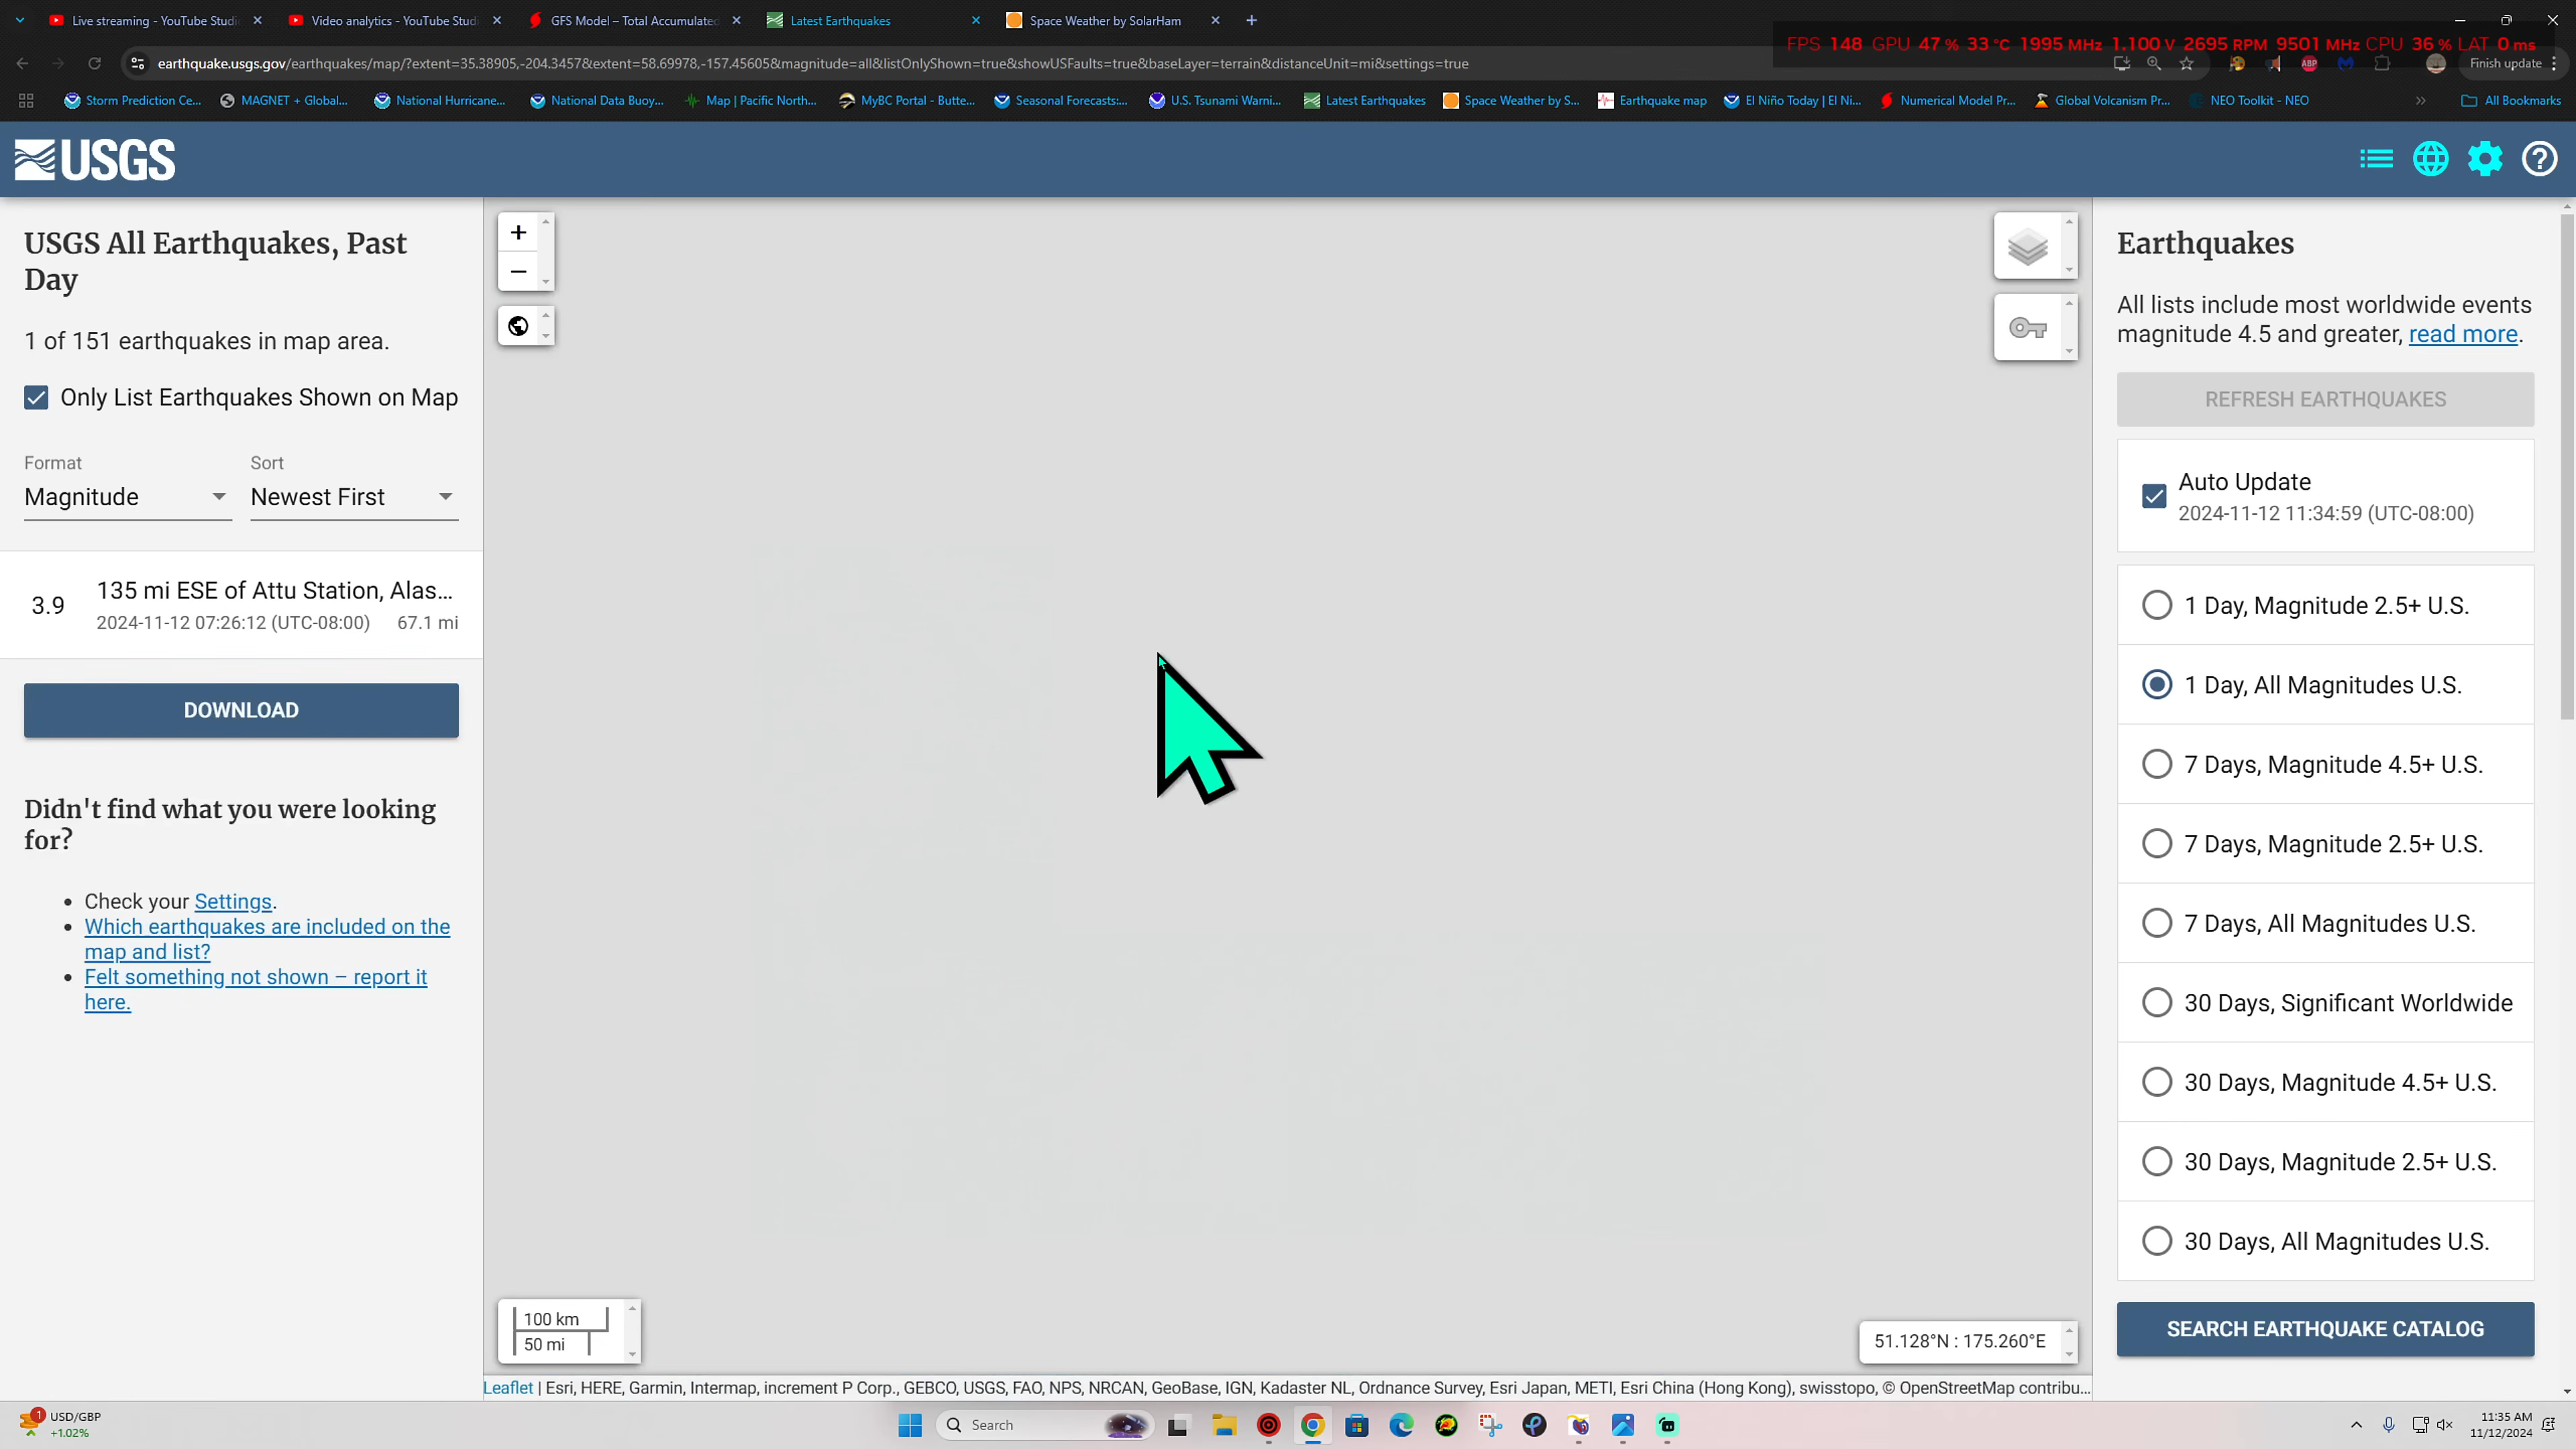 Live streaming - YouTube Studi
Video analytics - YouTube Studi
GFS Model – Total Accumulated
Latest Earthquakes
Space Weather by SolarHam
FPS 148 GPU 47 % 33 °C 1995 MHz 1.100 V 2695 RPM 9501 MHz CPU 36 % LAT 0 ms
earthquake.usgs.gov/earthquakes/map/?extent=35.38905,-204.3457&extent=58.69978,-157.45605&magnitude=all&listOnlyShown=true&showUSFaults=true&baseLayer=terrain&distanceUnit=mi&settings=true
ABP
Finish update
Storm Prediction Ce...
MAGNET + Global...
National Hurricane...
National Data Buoy...
Map | Pacific North...
MyBC Portal - Butte...
Seasonal Forecasts:...
U.S. Tsunami Warni...
Latest Earthquakes
Space Weather by S...
Earthquake map
El Niño Today | El Ni...
Numerical Model Pr...
Global Volcanism Pr...
NEO Toolkit - NEO
All Bookmarks
USGS
USGS All Earthquakes, Past
Day
1 of 151 earthquakes in map area.
Only List Earthquakes Shown on Map
Format
Sort
Magnitude
Newest First
3.9
135 mi ESE of Attu Station, Alas...
2024-11-12 07:26:12 (UTC-08:00)
67.1 mi
DOWNLOAD
Didn't find what you were looking
for?
Check your Settings.
Which earthquakes are included on the
map and list?
Felt something not shown – report it
here.
+
−
100 km
50 mi
51.128°N : 175.260°E
Leaflet | Esri, HERE, Garmin, Intermap, increment P Corp., GEBCO, USGS, FAO, NPS, NRCAN, GeoBase, IGN, Kadaster NL, Ordnance Survey, Esri Japan, METI, Esri China (Hong Kong), swisstopo, © OpenStreetMap contribu...
Earthquakes
All lists include most worldwide events
magnitude 4.5 and greater, read more.
REFRESH EARTHQUAKES
Auto Update
2024-11-12 11:34:59 (UTC-08:00)
1 Day, Magnitude 2.5+ U.S.
1 Day, All Magnitudes U.S.
7 Days, Magnitude 4.5+ U.S.
7 Days, Magnitude 2.5+ U.S.
7 Days, All Magnitudes U.S.
30 Days, Significant Worldwide
30 Days, Magnitude 4.5+ U.S.
30 Days, Magnitude 2.5+ U.S.
30 Days, All Magnitudes U.S.
SEARCH EARTHQUAKE CATALOG
1
USD/GBP
+1.02%
Search
11:35 AM
11/12/2024